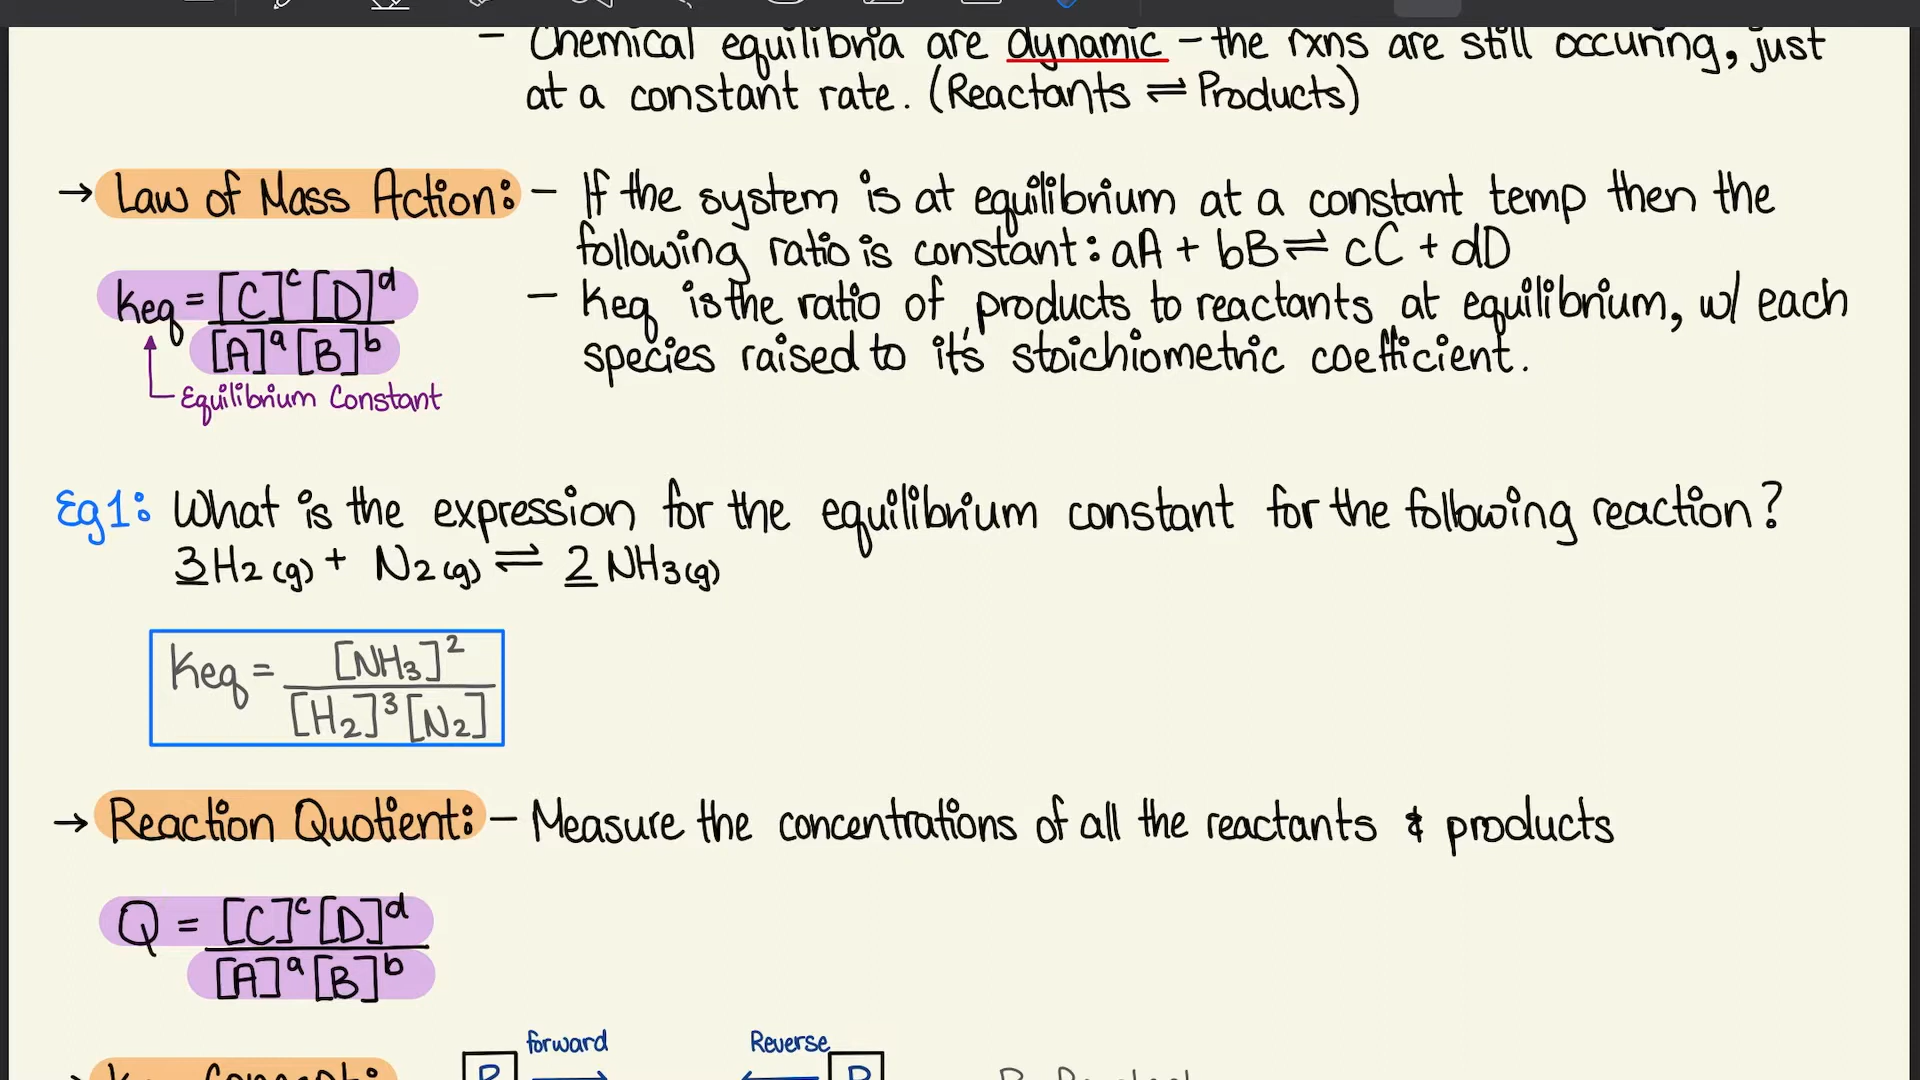 - Chemical equilibria are dynamic - the rxns are still occuring, just
at a constant rate. (Reactants ⇌ Products)
→ Law of Mass Action: - If the system is at equilibrium at a constant temp then the
following ratio is constant: aA + bB ⇌ cC + dD
Keq = [C]^c [D]^d
[A]^a [B]^b
- Keq is the ratio of products to reactants at equilibrium, w/ each
species raised to it's stoichiometric coefficient.
Equilibrium Constant
Eg1: What is the expression for the equilibrium constant for the following reaction?
3H₂(g) + N₂(g) ⇌ 2NH₃(g)
Keq = [NH₃]²
[H₂]³[N₂]
→ Reaction Quotient: - Measure the concentrations of all the reactants & products
Q = [C]^c [D]^d
[A]^a [B]^b
forward Reverse